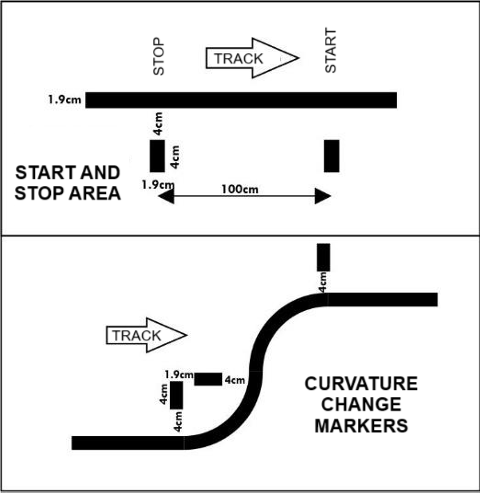 STOP
START
TRACK
1.9cm
4cm
4cm
1.9cm
START AND
STOP AREA
100cm
4cm
TRACK
1.9cm
4cm
4cm
4cm
CURVATURE
CHANGE
MARKERS